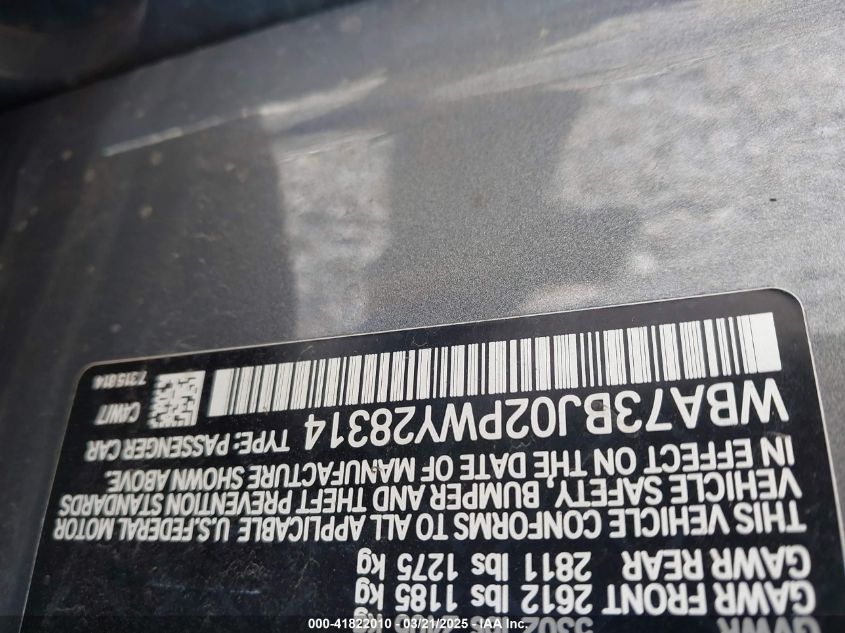 GAWR FRONT 2612 lbs 1185 kg
GAWR REAR 2811 lbs 1275 kg
THIS VEHICLE CONFORMS TO ALL APPLICABLE U.S.FEDERAL MOTOR
VEHICLE SAFETY, BUMPER AND THEFT PREVENTION STANDARDS
IN EFFECT ON THE DATE OF MANUFACTURE SHOWN ABOVE.
WBA73BJ02PWY28314 TYPE: PASSENGER CAR
7315614
000-41822010 - 03/21/2025 - IAA Inc.